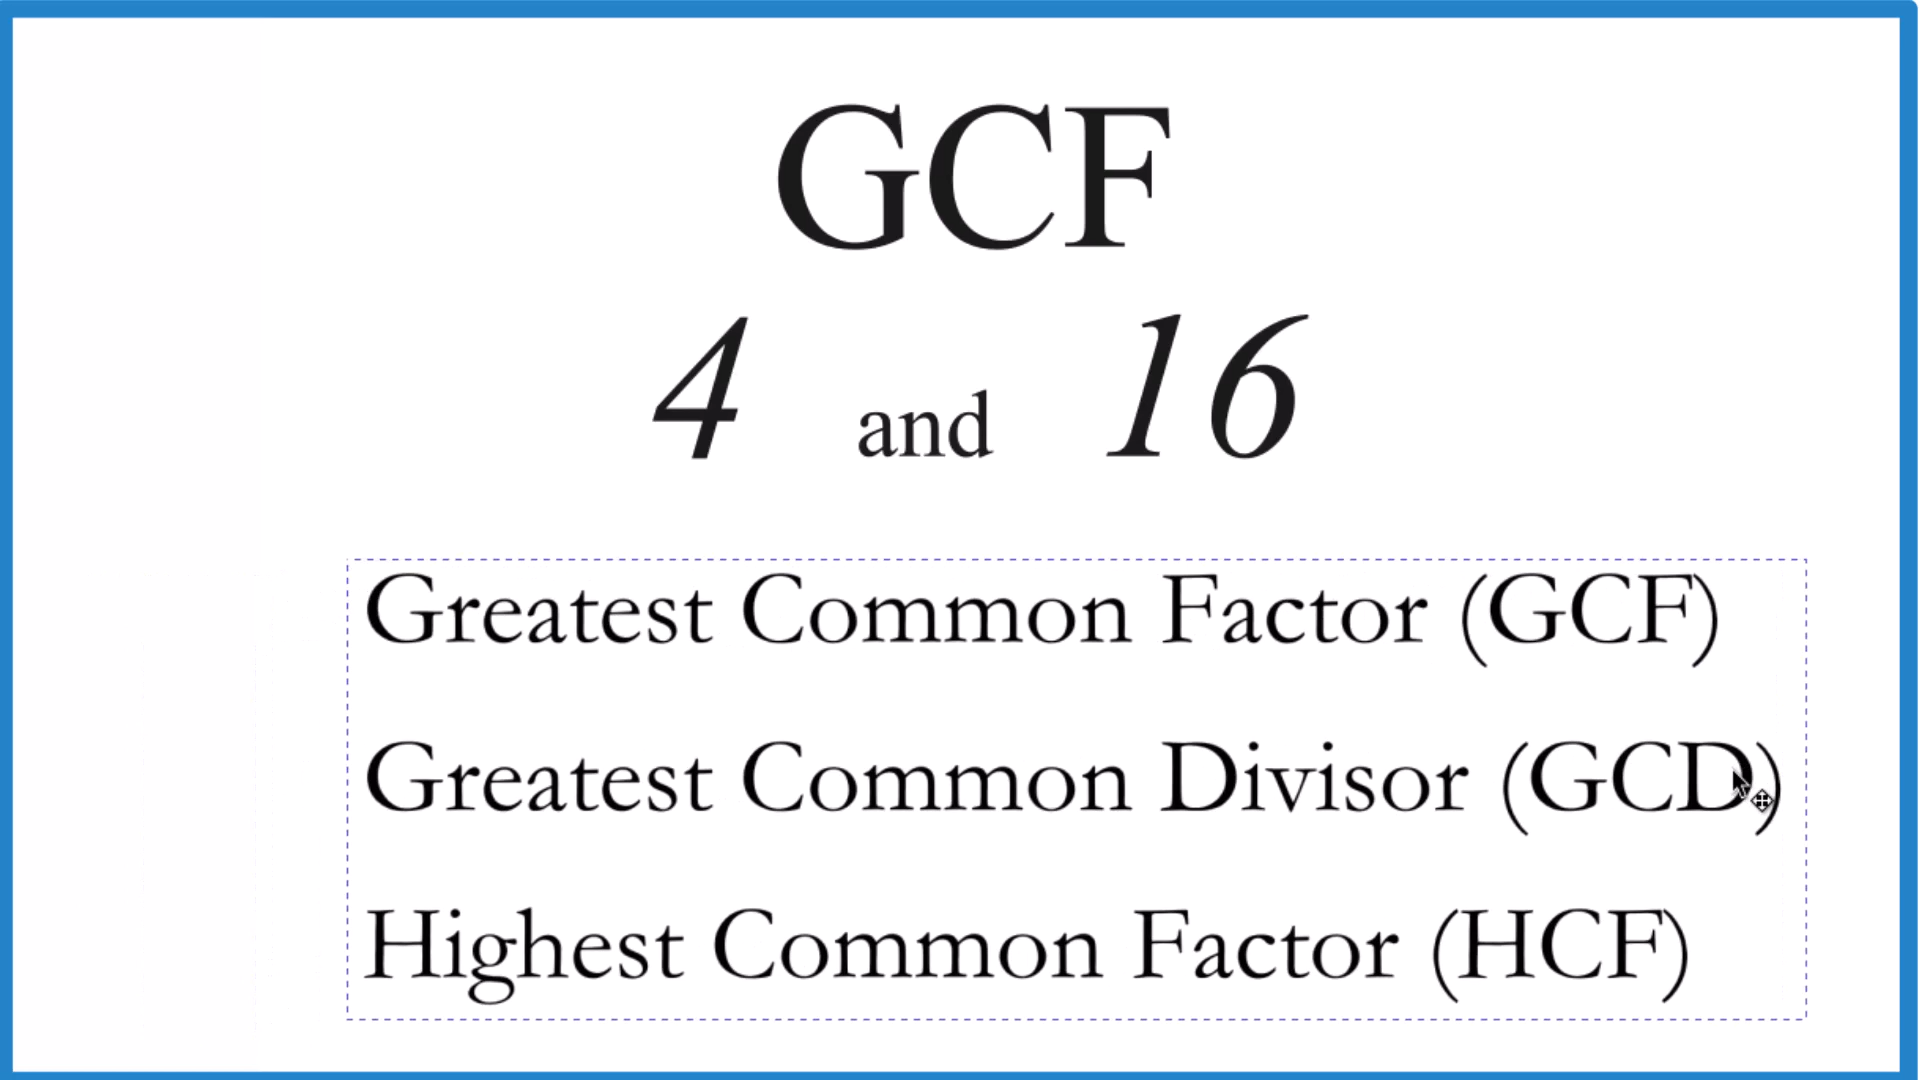 GCF
4 and 16
Greatest Common Factor (GCF)
Greatest Common Divisor (GCD)
Highest Common Factor (HCF)